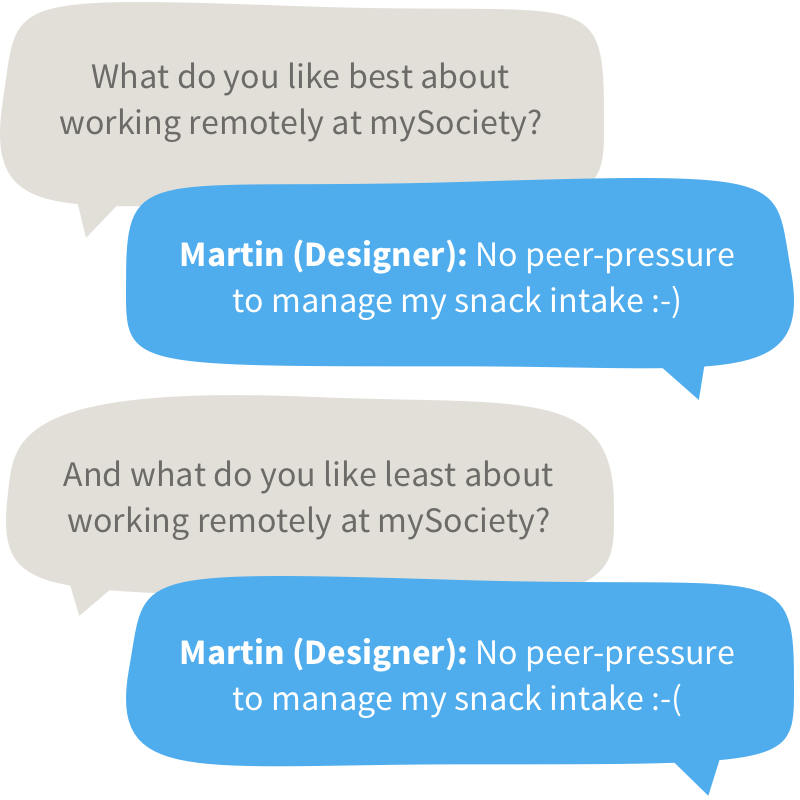 What do you like best about
working remotely at mySociety?
Martin (Designer): No peer-pressure
to manage my snack intake :-)
And what do you like least about
working remotely at mySociety?
Martin (Designer): No peer-pressure
to manage my snack intake :-(